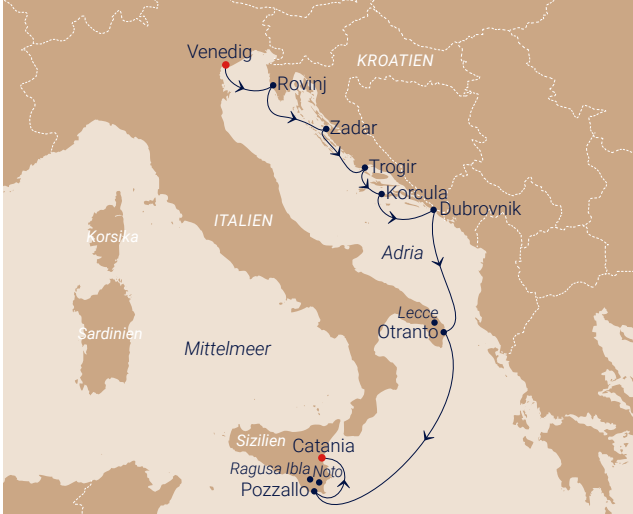 Venedig
KROATIEN
Rovinj
Zadar
Trogir
Korcula
Dubrovnik
ITALIEN
Korsika
Adria
Lecce
Otranto
Sardinien
Mittelmeer
Sizilien
Catania
Ragusa Ibla
Noto
Pozzallo